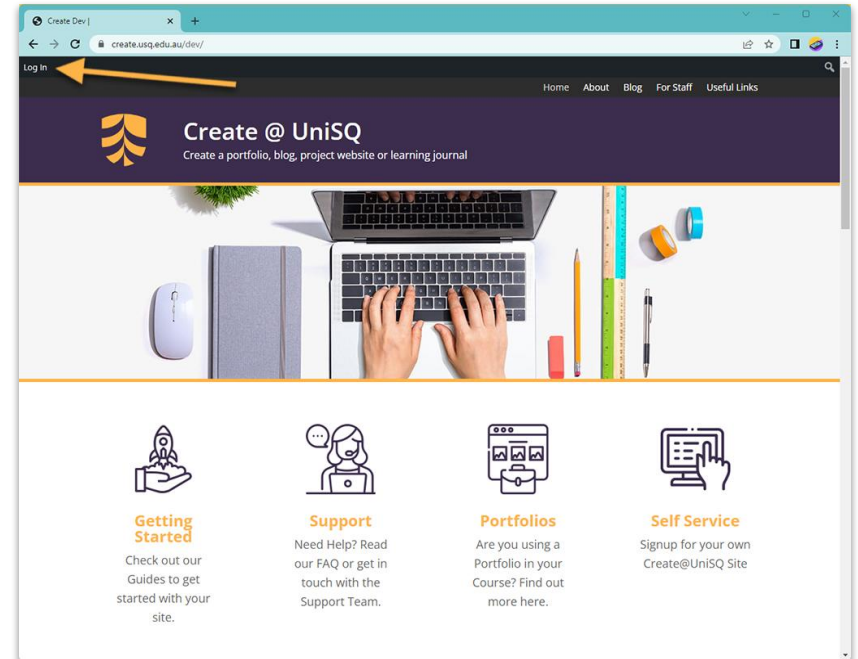 Create Dev |
create.usq.edu.au/dev/
Log In
Home About Blog For Staff Useful Links
Create @ UniSQ
Create a portfolio, blog, project website or learning journal
Getting
Started
Check out our
Guides to get
started with your
site.
Support
Need Help? Read
our FAQ or get in
touch with the
Support Team.
Portfolios
Are you using a
Portfolio in your
Course? Find out
more here.
Self Service
Signup for your own
Create@UniSQ Site